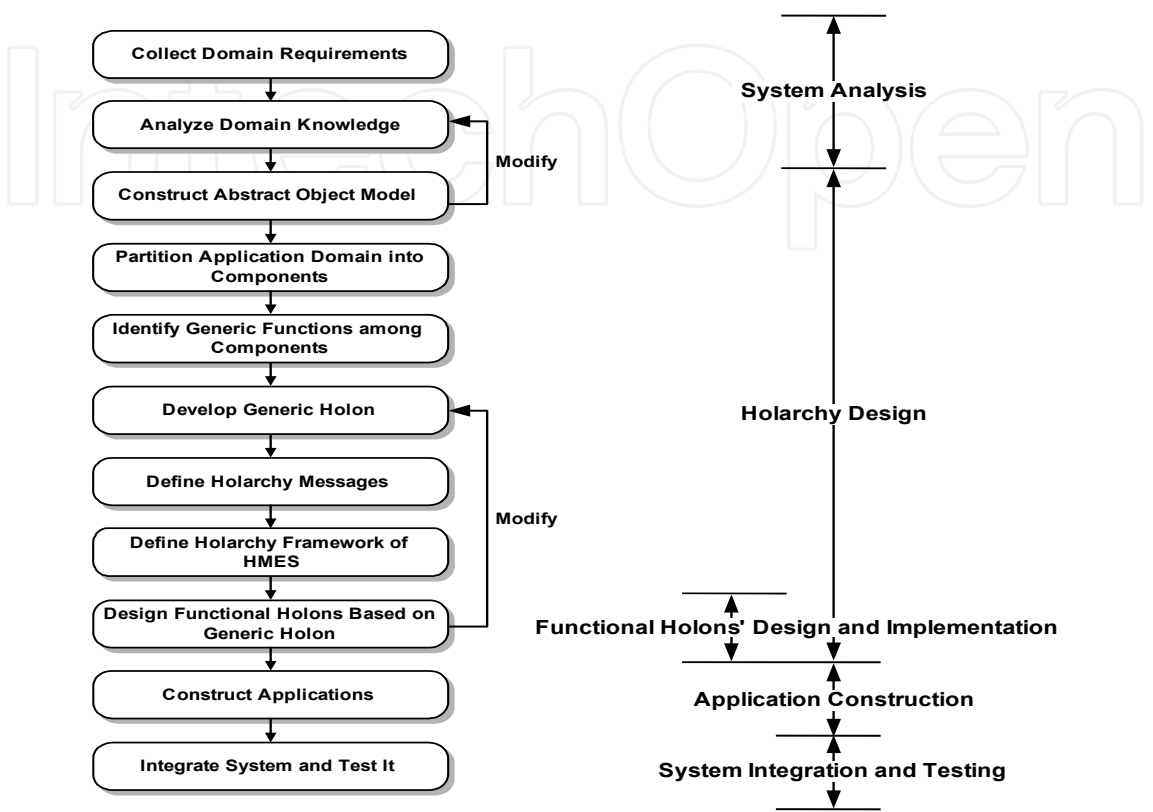 IntechOpen
Collect Domain Requirements
Analyze Domain Knowledge
Modify
Construct Abstract Object Model
Partition Application Domain into
Components
Identify Generic Functions among
Components
Develop Generic Holon
Define Holarchy Messages
Modify
Define Holarchy Framework of
HMES
Design Functional Holons Based on
Generic Holon
Construct Applications
Integrate System and Test It
System Analysis
Holarchy Design
Functional Holons' Design and Implementation
Application Construction
System Integration and Testing